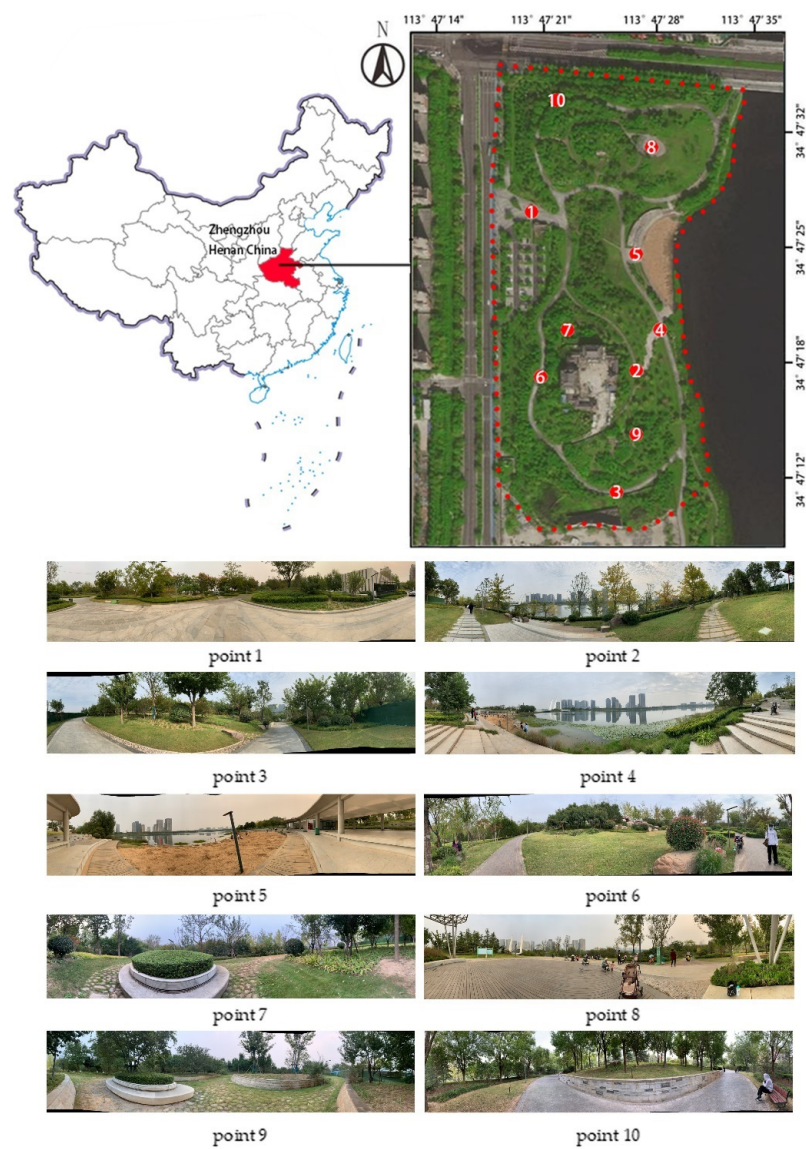 113° 47′14 113° 47′21 113° 47′28 113° 47′35
N
34° 47′32
34° 47′25
34° 47′18
34° 47′12
Zhengzhou
Henan China
10
8
1
5
7
4
6
2
9
3
point 1 point 2
point 3 point 4
point 5 point 6
point 7 point 8
point 9 point 10